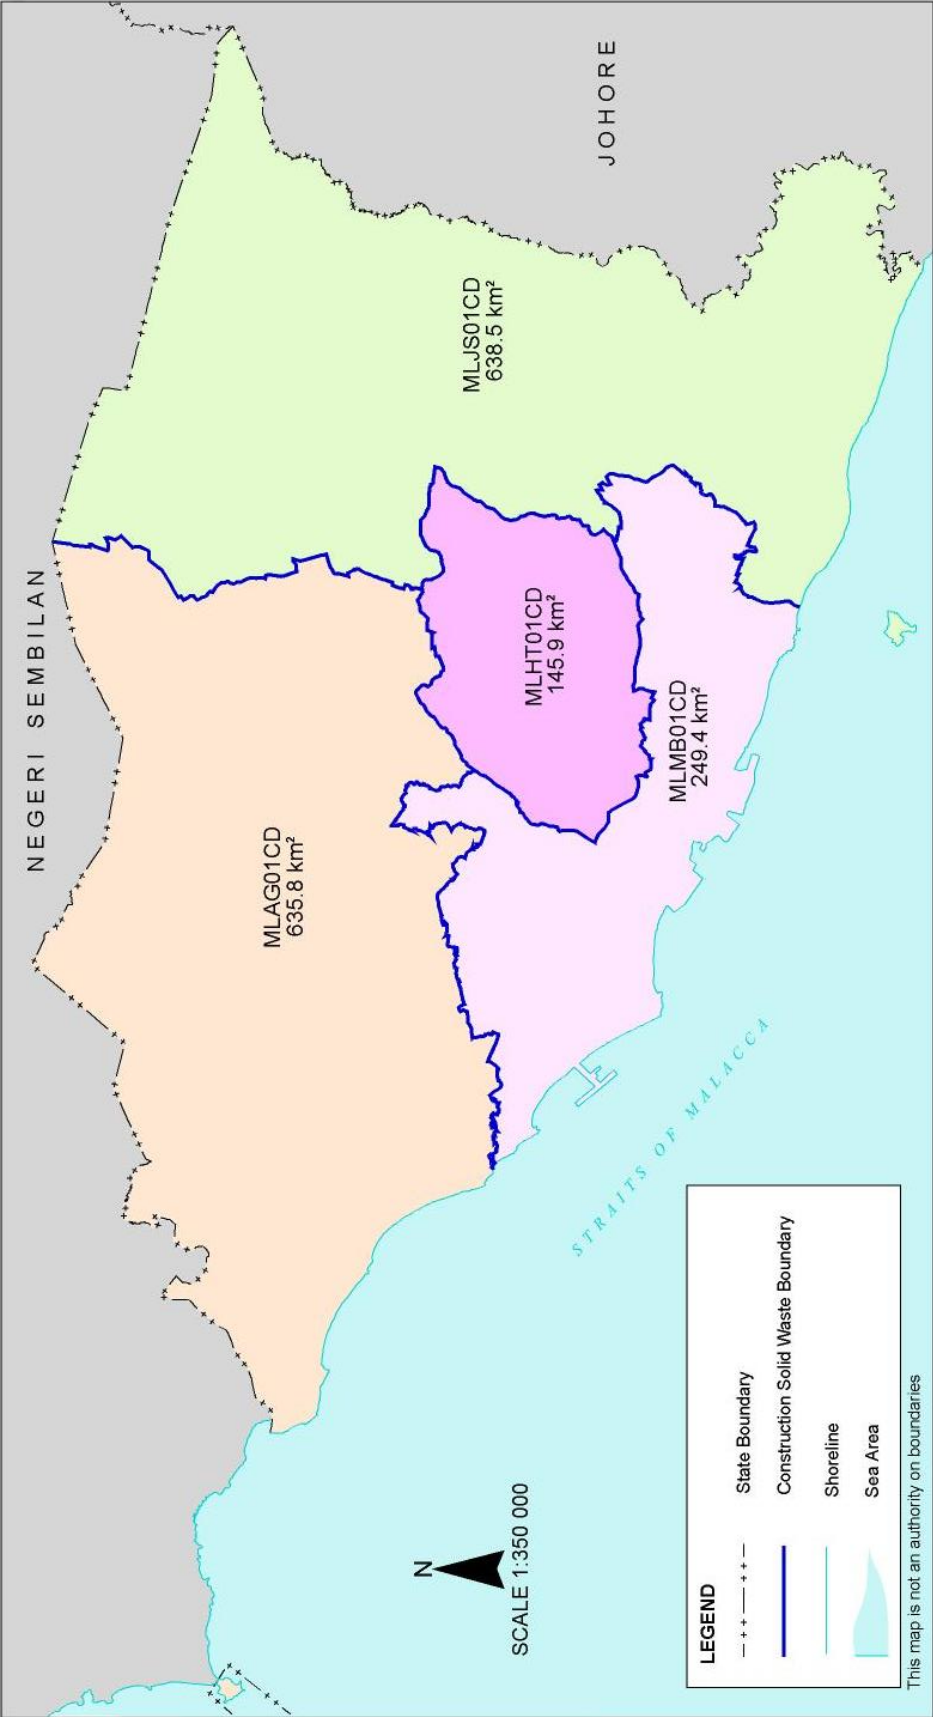 NEGERI SEMBILAN
JOHORE
MLAG01CD
635.8 km²
MLJS01CD
638.5 km²
MLHT01CD
145.9 km²
MLMB01CD
249.4 km²
STRAITS OF MALACCA
N
SCALE 1:350 000
LEGEND
State Boundary
Construction Solid Waste Boundary
Shoreline
Sea Area
This map is not an authority on boundaries